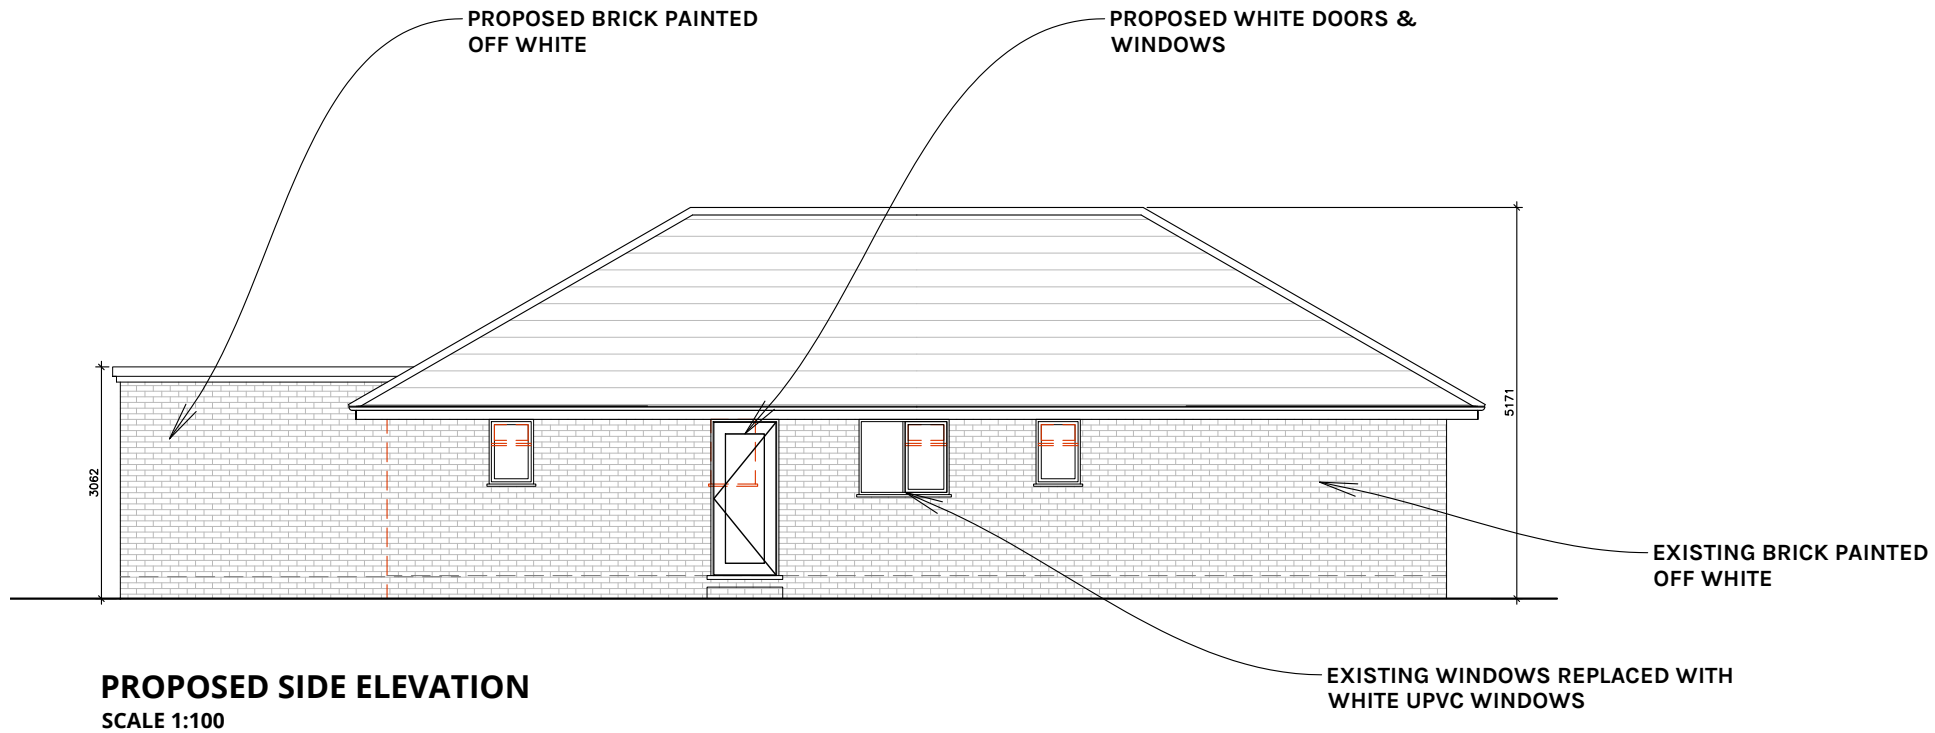 PROPOSED BRICK PAINTED
OFF WHITE
PROPOSED WHITE DOORS &
WINDOWS
5171
3062
EXISTING BRICK PAINTED
OFF WHITE
EXISTING WINDOWS REPLACED WITH
WHITE UPVC WINDOWS
PROPOSED SIDE ELEVATION
SCALE 1:100